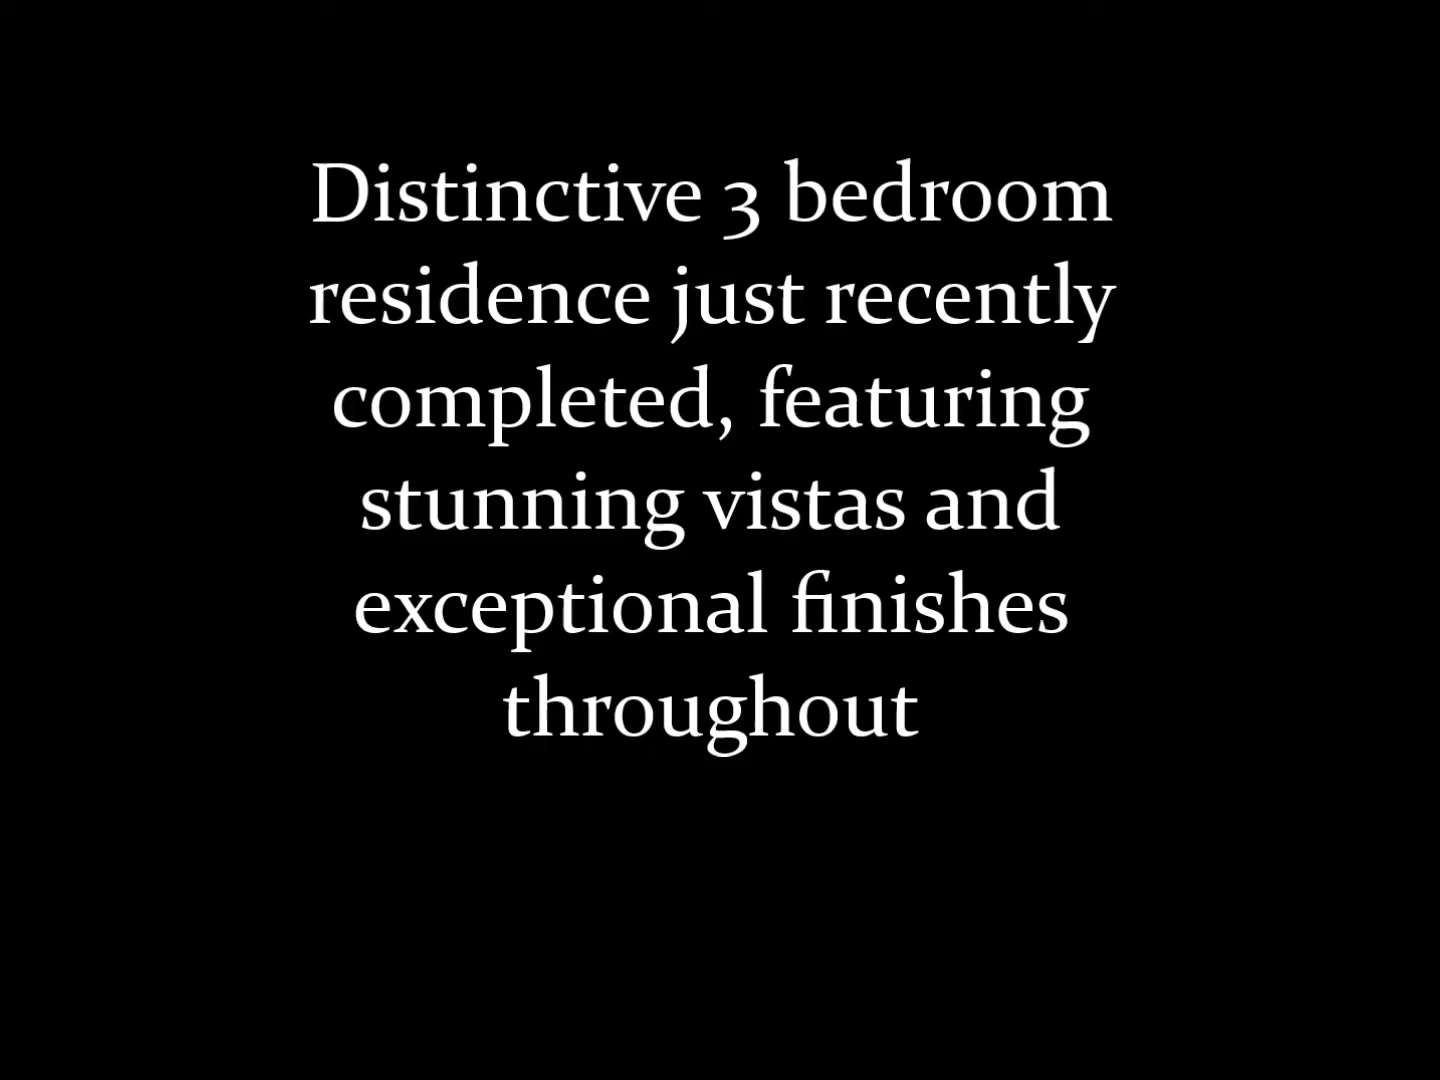 Distinctive 3 bedroom
residence just recently
completed, featuring
stunning vistas and
exceptional finishes
throughout